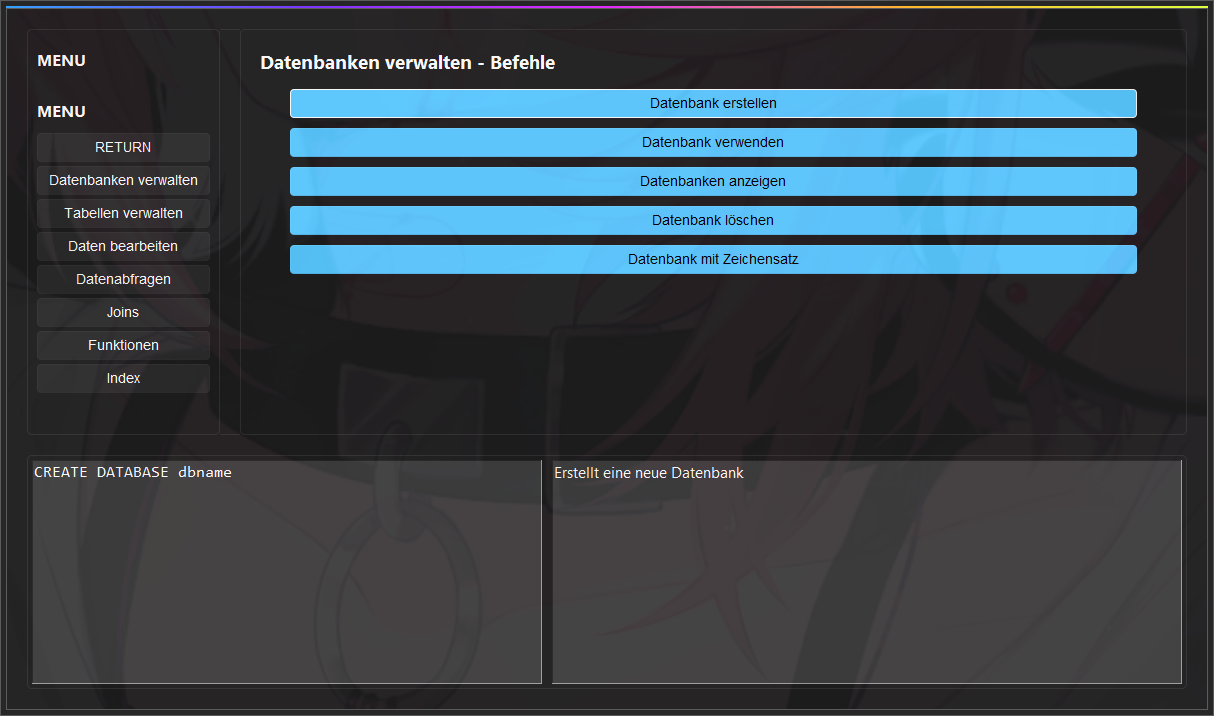 MENU
MENU
RETURN
Datenbanken verwalten
Tabellen verwalten
Daten bearbeiten
Datenabfragen
Joins
Funktionen
Index
Datenbanken verwalten - Befehle
Datenbank erstellen
Datenbank verwenden
Datenbanken anzeigen
Datenbank löschen
Datenbank mit Zeichensatz
CREATE DATABASE dbname
Erstellt eine neue Datenbank